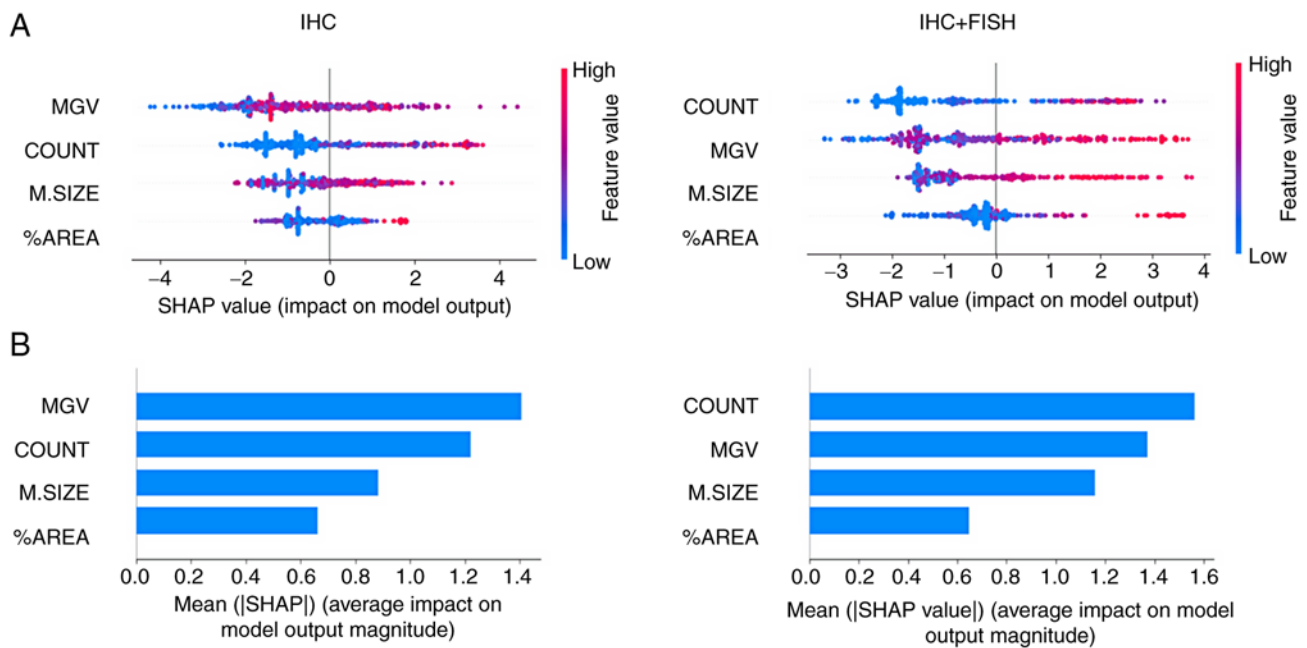 A
IHC
IHC+FISH
MGV
COUNT
M.SIZE
%AREA
High
Feature value
Low
−4 −2 0 2 4
SHAP value (impact on model output)
COUNT
MGV
M.SIZE
%AREA
High
Feature value
Low
−3 −2 −1 0 1 2 3 4
SHAP value (impact on model output)
B
MGV
COUNT
M.SIZE
%AREA
0.0 0.2 0.4 0.6 0.8 1.0 1.2 1.4
Mean (|SHAP|) (average impact on
model output magnitude)
COUNT
MGV
M.SIZE
%AREA
0.0 0.2 0.4 0.6 0.8 1.0 1.2 1.4 1.6
Mean (|SHAP value|) (average impact on model
output magnitude)